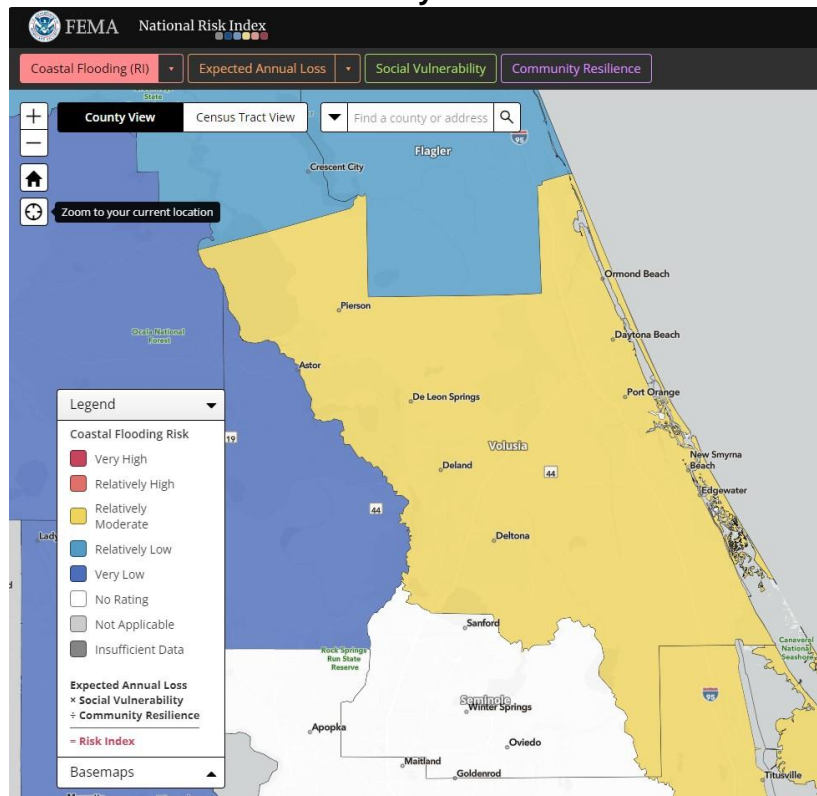 FEMA National Risk Index
Coastal Flooding (RI)
Expected Annual Loss
Social Vulnerability
Community Resilience
State
+
County View
Census Tract View
Find a county or address
−
95
Flagler
Crescent City
Zoom to your current location
Ormond Beach
Pierson
Ocala National
Forest
Daytona Beach
Astor
Port Orange
De Leon Springs
Legend
Coastal Flooding Risk
Very High
Relatively High
Relatively
Moderate
Relatively Low
Very Low
No Rating
Not Applicable
Insufficient Data
Expected Annual Loss
× Social Vulnerability
÷ Community Resilience
= Risk Index
Basemaps
19
Volusia
New Smyrna
Beach
Deland
44
Edgewater
44
Lady
Deltona
Sanford
Rock Springs
Run State
Reserve
Canaveral
National
Seashore
Seminole
Winter Springs
95
Apopka
Oviedo
Maitland
Goldenrod
Titusville